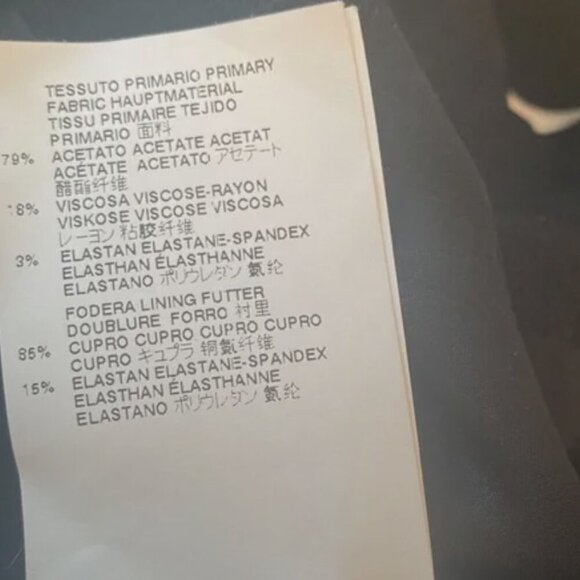 TESSUTO PRIMARIO PRIMARY
FABRIC HAUPTMATERIAL
TISSU PRIMAIRE TEJIDO
PRIMARIO 面料
79% ACETATO ACETATE ACETAT
ACÉTATE ACETATO アセテート
醋酯纤维
18% VISCOSA VISCOSE-RAYON
VISKOSE VISCOSE VISCOSA
レーヨン 粘胶纤维
3% ELASTAN ELASTANE-SPANDEX
ELASTHAN ÉLASTHANNE
ELASTANO ポリウレタン 氨纶
FODERA LINING FUTTER
DOUBLURE FORRO 衬里
85% CUPRO CUPRO CUPRO CUPRO
CUPRO キュプラ 铜氨纤维
15% ELASTAN ELASTANE-SPANDEX
ELASTHAN ÉLASTHANNE
ELASTANO ポリウレタン 氨纶